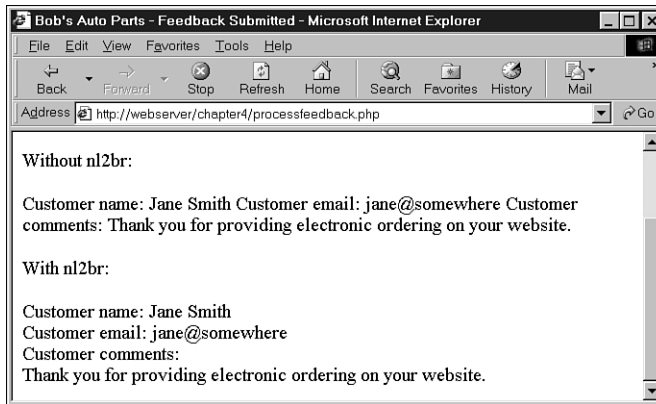 Bob's Auto Parts - Feedback Submitted - Microsoft Internet Explorer
File Edit View Favorites Tools Help
Back Forward Stop Refresh Home Search Favorites History Mail
Address http://webserver/chapter4/processfeedback.php Go
Without nl2br:
Customer name: Jane Smith Customer email: jane@somewhere Customer
comments: Thank you for providing electronic ordering on your website.
With nl2br:
Customer name: Jane Smith
Customer email: jane@somewhere
Customer comments:
Thank you for providing electronic ordering on your website.